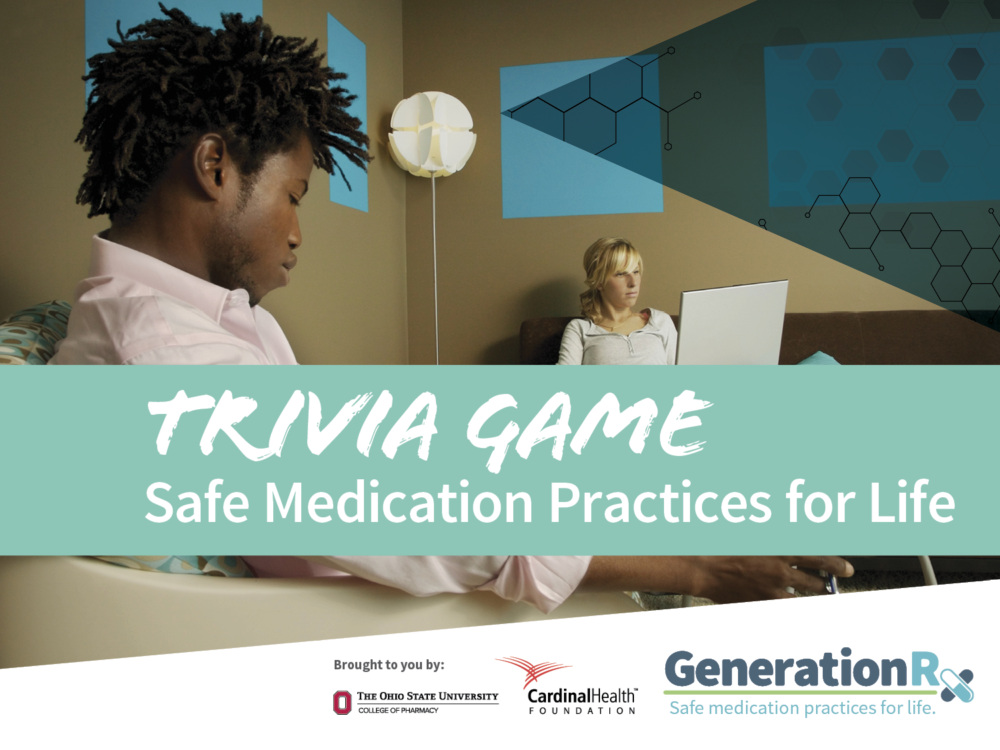 TRIVIA GAME
Safe Medication Practices for Life
Brought to you by:
THE OHIO STATE UNIVERSITY
COLLEGE OF PHARMACY
CardinalHealth™
FOUNDATION
GenerationRx
Safe medication practices for life.